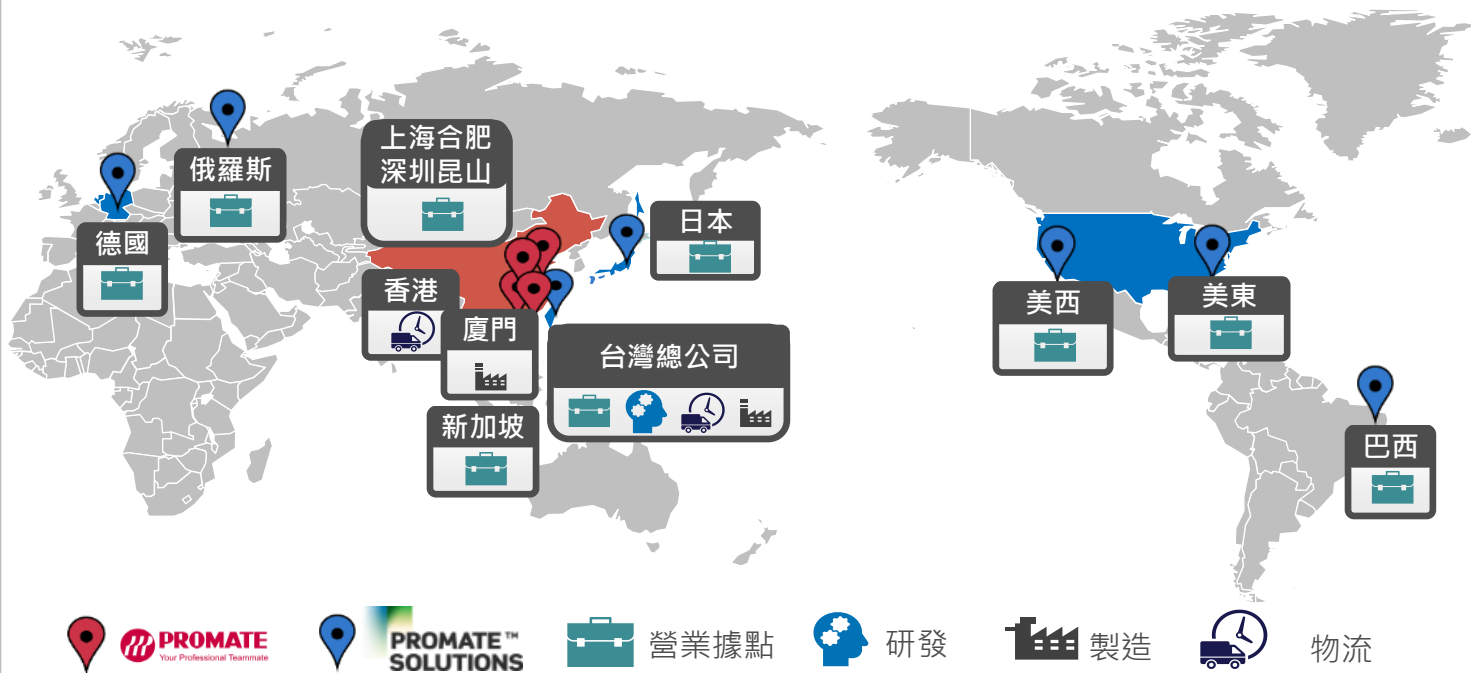 俄羅斯
德國
上海合肥
深圳昆山
日本
香港
廈門
台灣總公司
新加坡
美西
美東
巴西
PROMATE
Your Professional Teammate
PROMATE™
SOLUTIONS
營業據點
研發
製造
物流